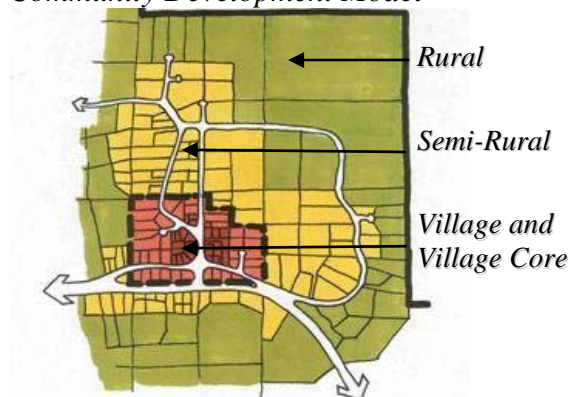 Community Development Model
Rural
Semi-Rural
Village and
Village Core